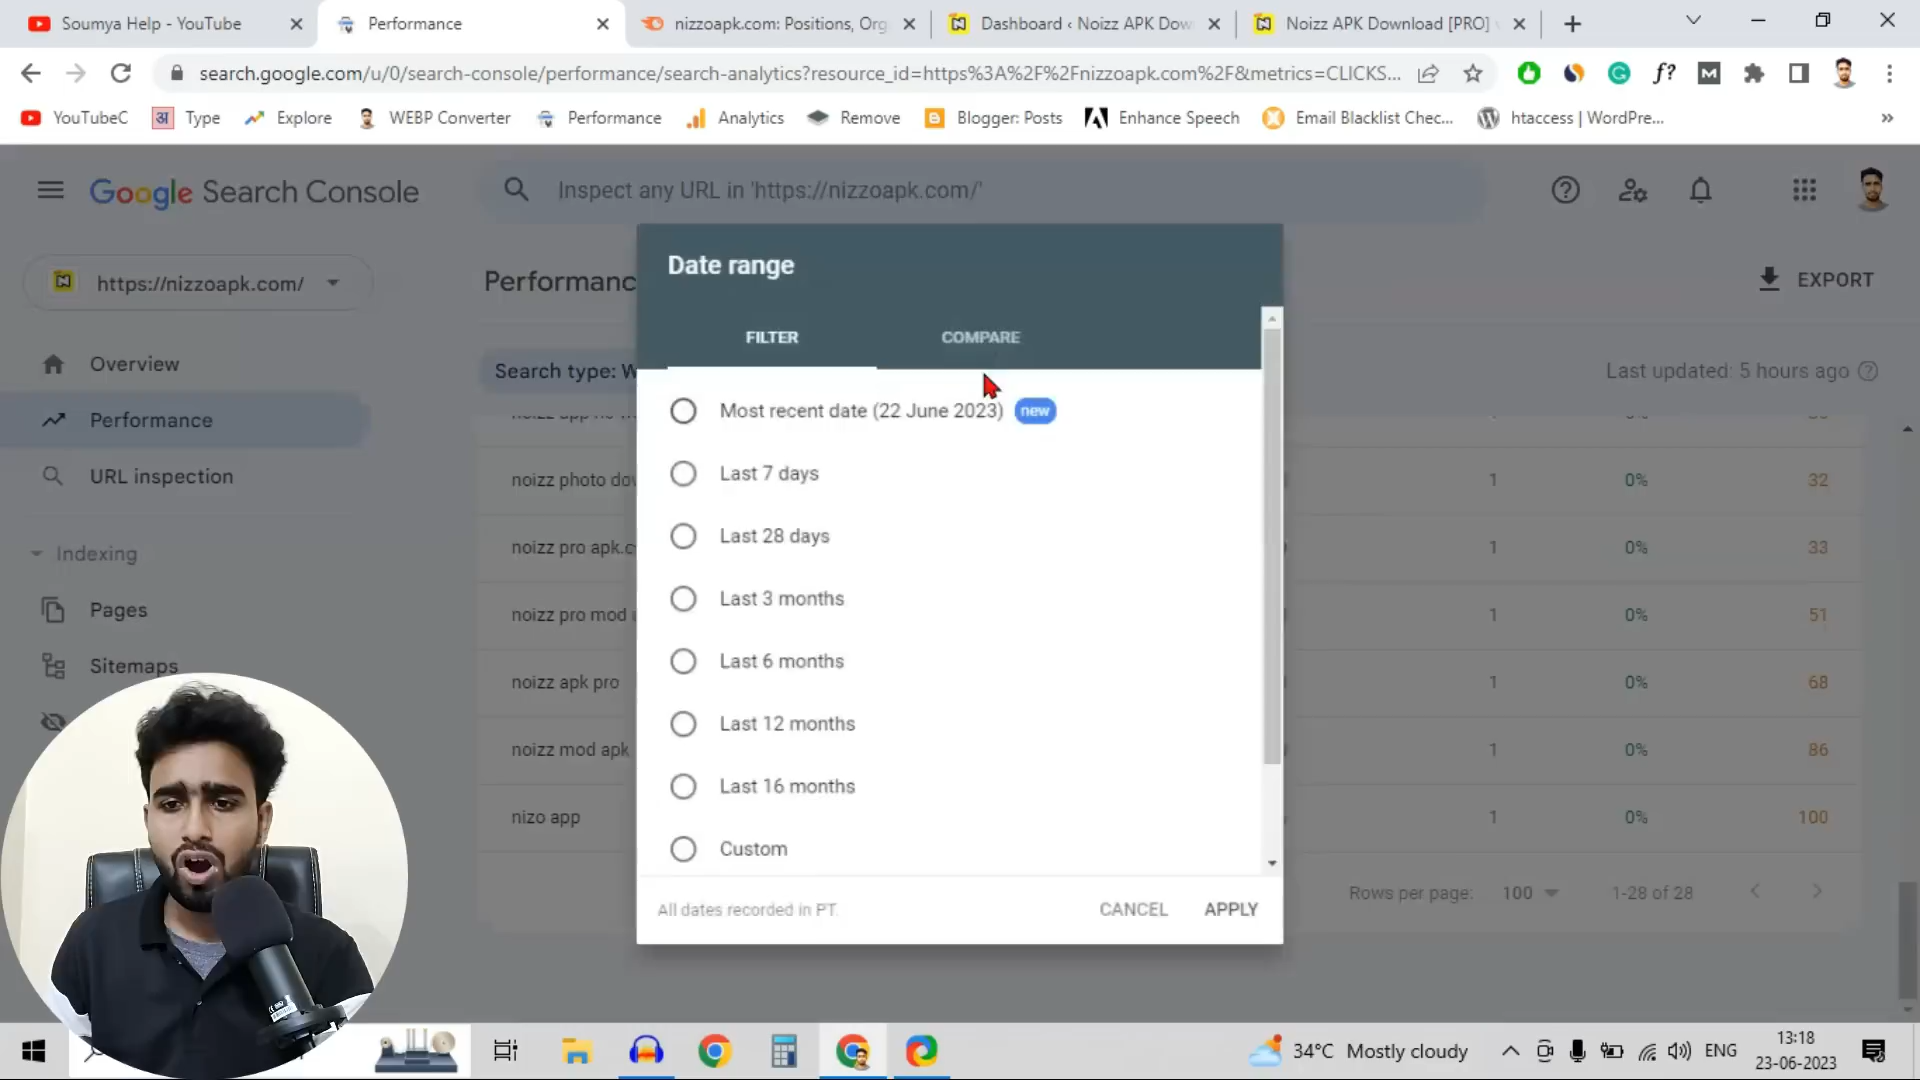 Soumya Help - YouTube
Performance
nizzoapk.com: Positions, Org
Dashboard ‹ Noizz APK Dow
Noizz APK Download [PRO]
search.google.com/u/0/search-console/performance/search-analytics?resource_id=https%3A%2F%2Fnizzoapk.com%2F&metrics=CLICKS...
YouTubeC
अ Type
Explore
WEBP Converter
Performance
Analytics
Remove
Blogger: Posts
Enhance Speech
Email Blacklist Chec...
htaccess | WordPre...
»
Google Search Console
Inspect any URL in 'https://nizzoapk.com/'
https://nizzoapk.com/
Performanc
EXPORT
Overview
Performance
URL inspection
Indexing
Pages
Sitemaps
Search type: W
Last updated: 5 hours ago
Date range
FILTER
COMPARE
Most recent date (22 June 2023) new
Last 7 days
Last 28 days
Last 3 months
Last 6 months
Last 12 months
Last 16 months
Custom
All dates recorded in PT.
CANCEL
APPLY
noizz photo dow 1 0% 32
noizz pro apk.c 1 0% 33
noizz pro mod 1 0% 51
noizz apk pro 1 0% 68
noizz mod apk 1 0% 86
nizo app 1 0% 100
Rows per page: 100 1-28 of 28
34°C Mostly cloudy
ENG
13:18
23-06-2023